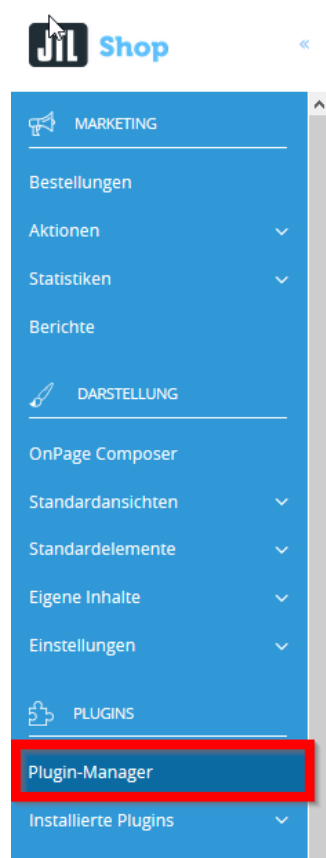 JTL Shop
MARKETING
Bestellungen
Aktionen
Statistiken
Berichte
DARSTELLUNG
OnPage Composer
Standardansichten
Standardelemente
Eigene Inhalte
Einstellungen
PLUGINS
Plugin-Manager
Installierte Plugins